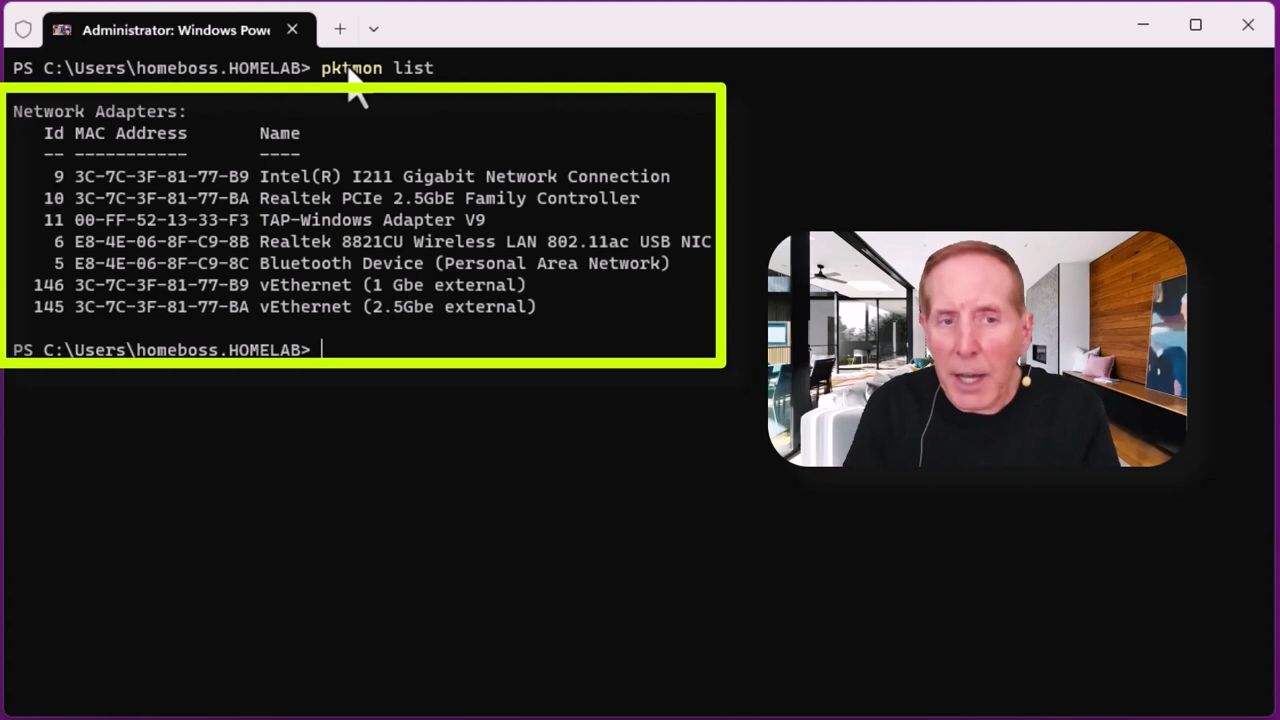 Administrator: Windows Powe
PS C:\Users\homeboss.HOMELAB> pktmon list
Network Adapters:
Id MAC Address Name
-- ----------- ----
9 3C-7C-3F-81-77-B9 Intel(R) I211 Gigabit Network Connection
10 3C-7C-3F-81-77-BA Realtek PCIe 2.5GbE Family Controller
11 00-FF-52-13-33-F3 TAP-Windows Adapter V9
6 E8-4E-06-8F-C9-8B Realtek 8821CU Wireless LAN 802.11ac USB NIC
5 E8-4E-06-8F-C9-8C Bluetooth Device (Personal Area Network)
146 3C-7C-3F-81-77-B9 vEthernet (1 Gbe external)
145 3C-7C-3F-81-77-BA vEthernet (2.5Gbe external)
PS C:\Users\homeboss.HOMELAB>